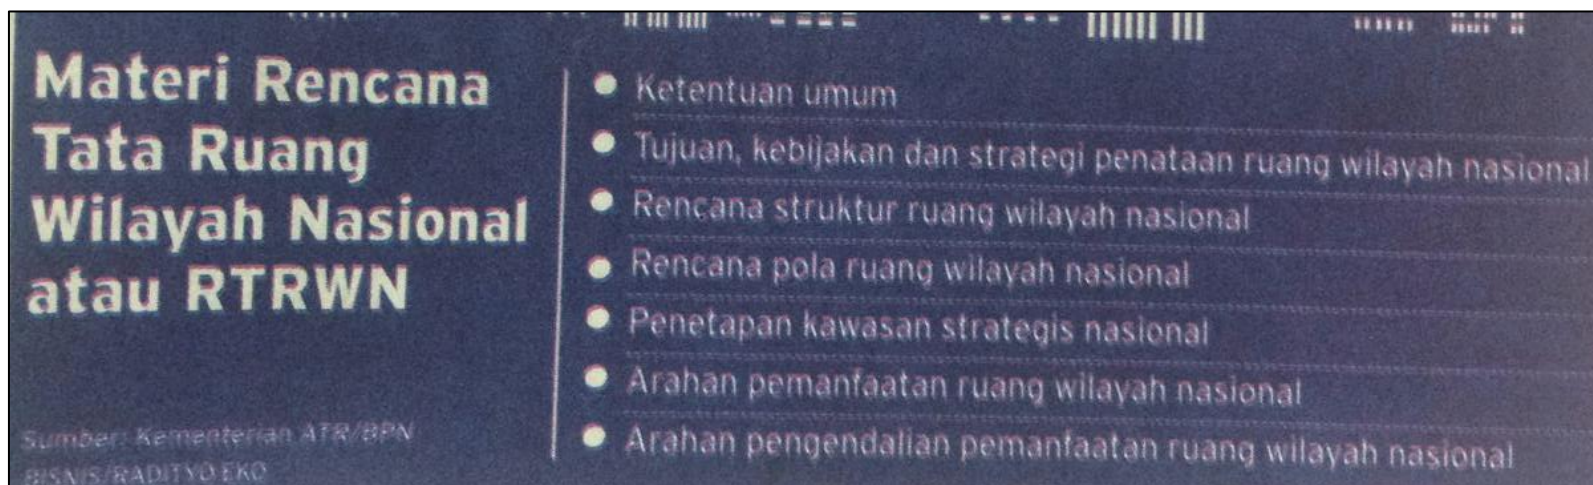 Materi Rencana
Tata Ruang
Wilayah Nasional
atau RTRWN
Sumber: Kementerian ATR/BPN
BISNIS/RADITYO EKO
Ketentuan umum
Tujuan, kebijakan dan strategi penataan ruang wilayah nasional
Rencana struktur ruang wilayah nasional
Rencana pola ruang wilayah nasional
Penetapan kawasan strategis nasional
Arahan pemanfaatan ruang wilayah nasional
Arahan pengendalian pemanfaatan ruang wilayah nasional